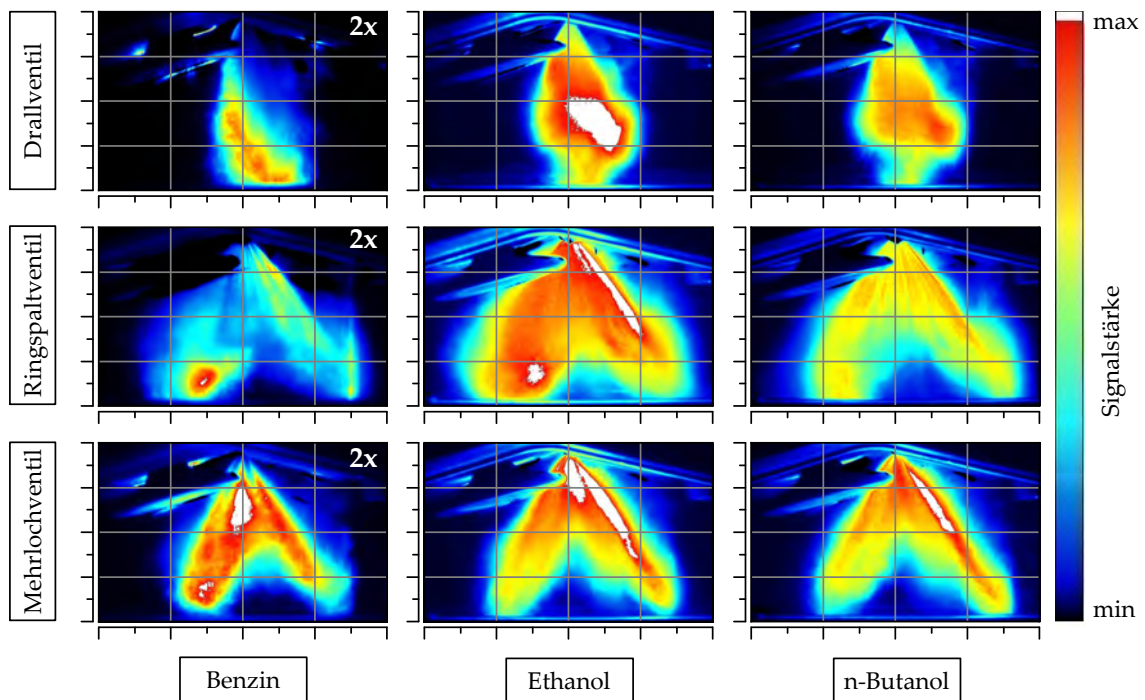 Drallventil
2x
max
Ringspaltventil
2x
Signalstärke
Mehrlochventil
2x
min
Benzin
Ethanol
n-Butanol